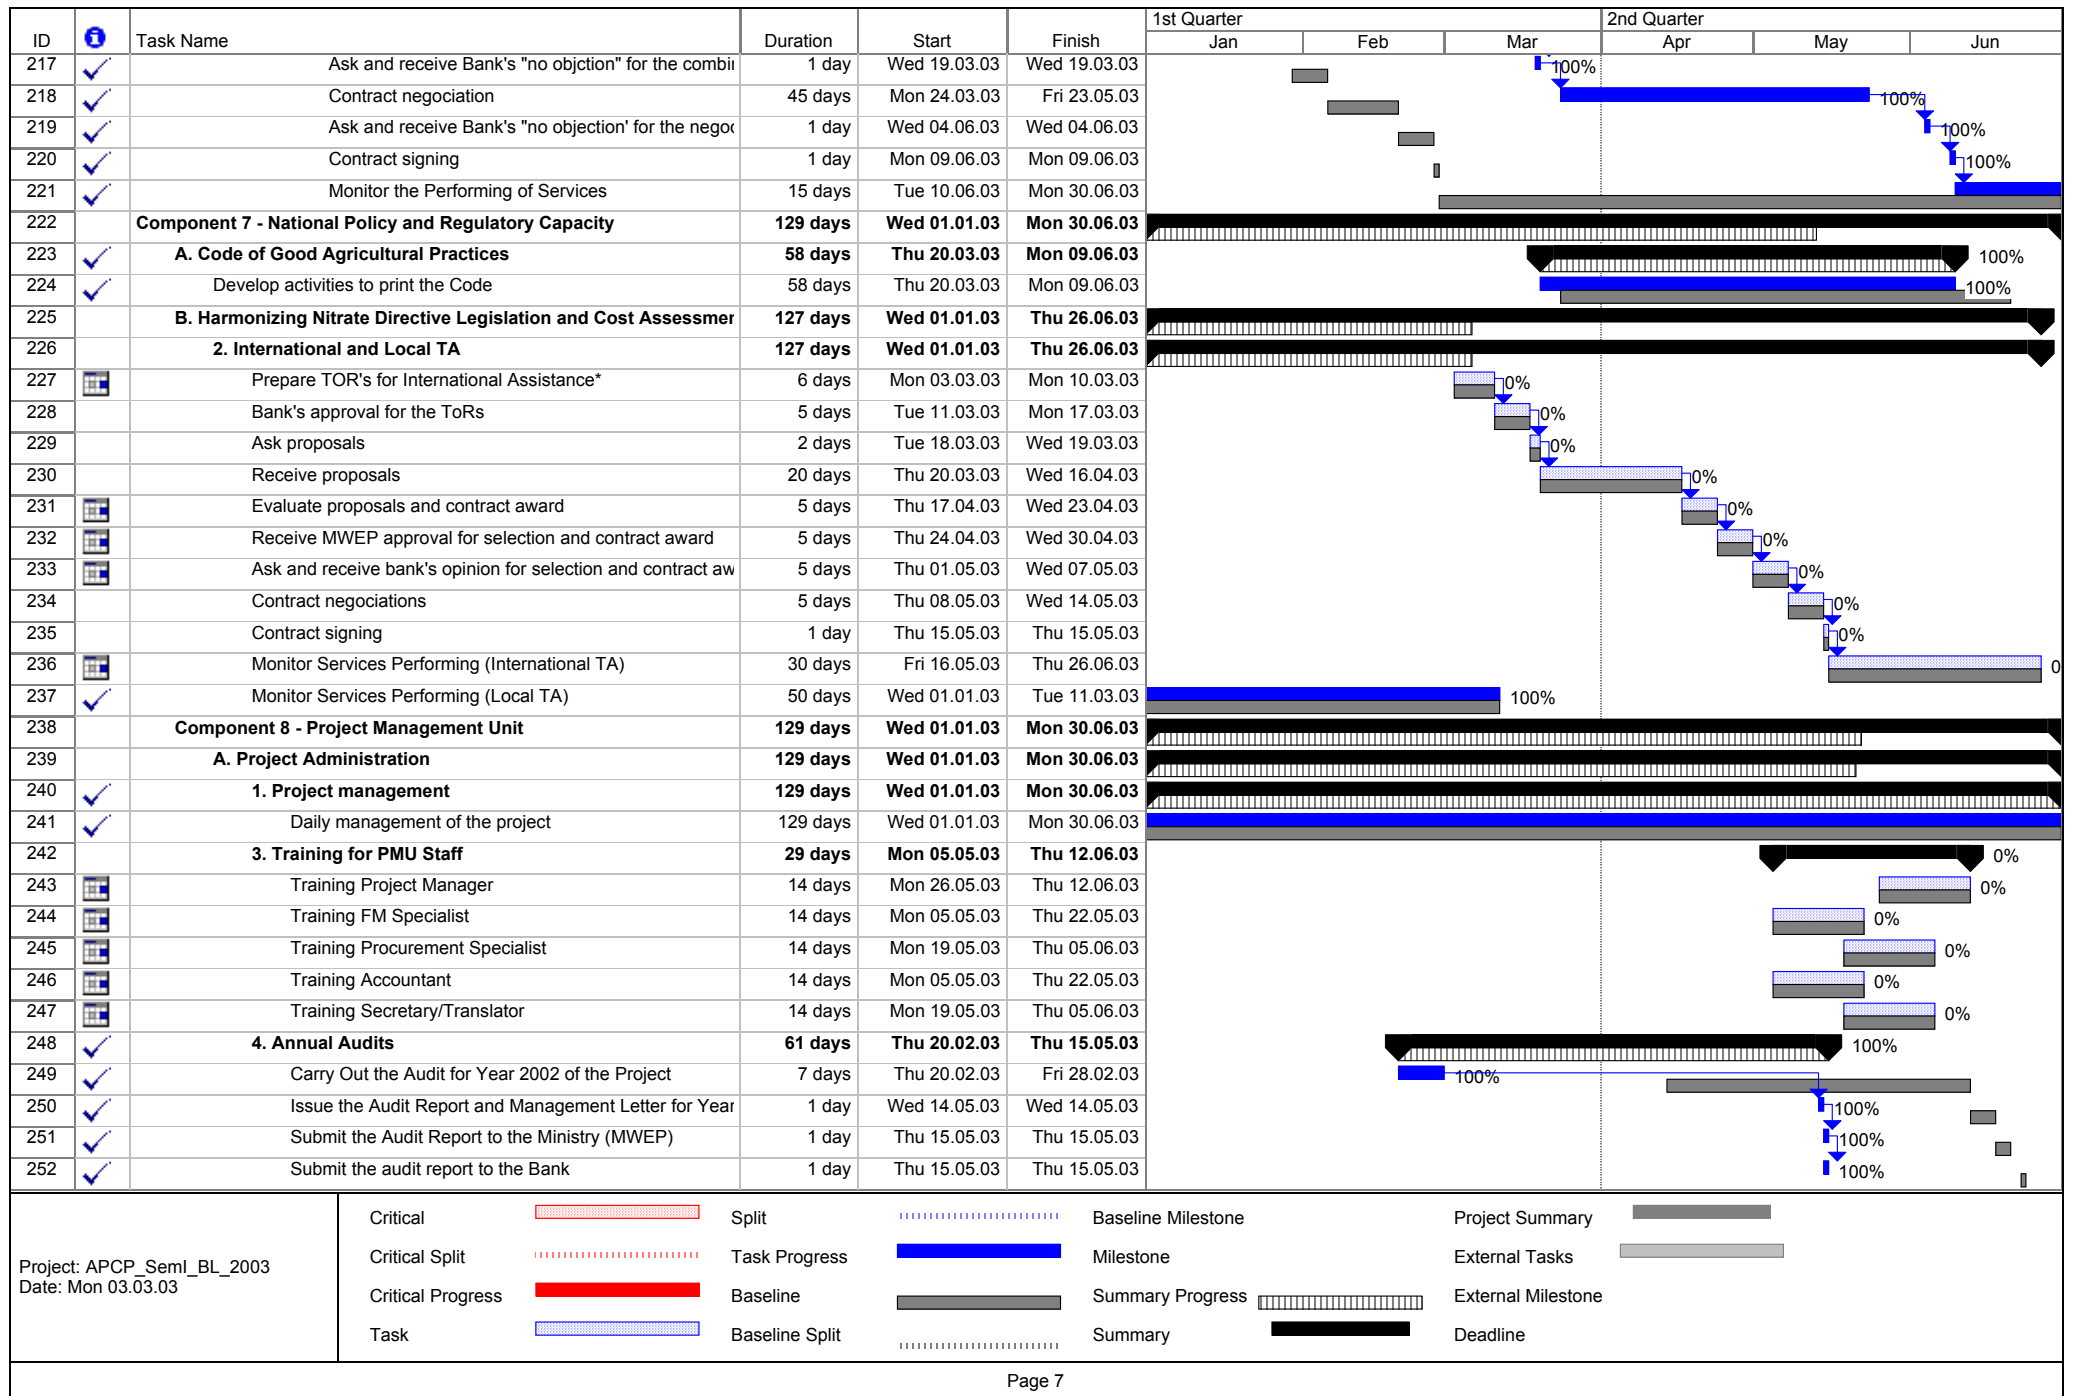 1st Quarter 2nd Quarter
ID Task Name Duration Start Finish Jan Feb Mar Apr May Jun
217 Ask and receive Bank's "no objction" for the combi 1 day Wed 19.03.03 Wed 19.03.03 100%
218 Contract negociation 45 days Mon 24.03.03 Fri 23.05.03 100%
219 Ask and receive Bank's "no objection' for the negoc 1 day Wed 04.06.03 Wed 04.06.03 100%
220 Contract signing 1 day Mon 09.06.03 Mon 09.06.03 100%
221 Monitor the Performing of Services 15 days Tue 10.06.03 Mon 30.06.03
222 Component 7 - National Policy and Regulatory Capacity 129 days Wed 01.01.03 Mon 30.06.03
223 A. Code of Good Agricultural Practices 58 days Thu 20.03.03 Mon 09.06.03 100%
224 Develop activities to print the Code 58 days Thu 20.03.03 Mon 09.06.03 100%
225 B. Harmonizing Nitrate Directive Legislation and Cost Assessmer 127 days Wed 01.01.03 Thu 26.06.03
226 2. International and Local TA 127 days Wed 01.01.03 Thu 26.06.03
227 Prepare TOR's for International Assistance* 6 days Mon 03.03.03 Mon 10.03.03 0%
228 Bank's approval for the ToRs 5 days Tue 11.03.03 Mon 17.03.03 0%
229 Ask proposals 2 days Tue 18.03.03 Wed 19.03.03 0%
230 Receive proposals 20 days Thu 20.03.03 Wed 16.04.03 0%
231 Evaluate proposals and contract award 5 days Thu 17.04.03 Wed 23.04.03 0%
232 Receive MWEP approval for selection and contract award 5 days Thu 24.04.03 Wed 30.04.03 0%
233 Ask and receive bank's opinion for selection and contract aw 5 days Thu 01.05.03 Wed 07.05.03 0%
234 Contract negociations 5 days Thu 08.05.03 Wed 14.05.03 0%
235 Contract signing 1 day Thu 15.05.03 Thu 15.05.03 0%
236 Monitor Services Performing (International TA) 30 days Fri 16.05.03 Thu 26.06.03 0
237 Monitor Services Performing (Local TA) 50 days Wed 01.01.03 Tue 11.03.03 100%
238 Component 8 - Project Management Unit 129 days Wed 01.01.03 Mon 30.06.03
239 A. Project Administration 129 days Wed 01.01.03 Mon 30.06.03
240 1. Project management 129 days Wed 01.01.03 Mon 30.06.03
241 Daily management of the project 129 days Wed 01.01.03 Mon 30.06.03
242 3. Training for PMU Staff 29 days Mon 05.05.03 Thu 12.06.03 0%
243 Training Project Manager 14 days Mon 26.05.03 Thu 12.06.03 0%
244 Training FM Specialist 14 days Mon 05.05.03 Thu 22.05.03 0%
245 Training Procurement Specialist 14 days Mon 19.05.03 Thu 05.06.03 0%
246 Training Accountant 14 days Mon 05.05.03 Thu 22.05.03 0%
247 Training Secretary/Translator 14 days Mon 19.05.03 Thu 05.06.03 0%
248 4. Annual Audits 61 days Thu 20.02.03 Thu 15.05.03 100%
249 Carry Out the Audit for Year 2002 of the Project 7 days Thu 20.02.03 Fri 28.02.03 100%
250 Issue the Audit Report and Management Letter for Year 1 day Wed 14.05.03 Wed 14.05.03 100%
251 Submit the Audit Report to the Ministry (MWEP) 1 day Thu 15.05.03 Thu 15.05.03 100%
252 Submit the audit report to the Bank 1 day Thu 15.05.03 Thu 15.05.03 100%
Project: APCP_SemI_BL_2003
Date: Mon 03.03.03
Critical Split Baseline Milestone Project Summary
Critical Split Task Progress Milestone External Tasks
Critical Progress Baseline Summary Progress External Milestone
Task Baseline Split Summary Deadline
Page 7